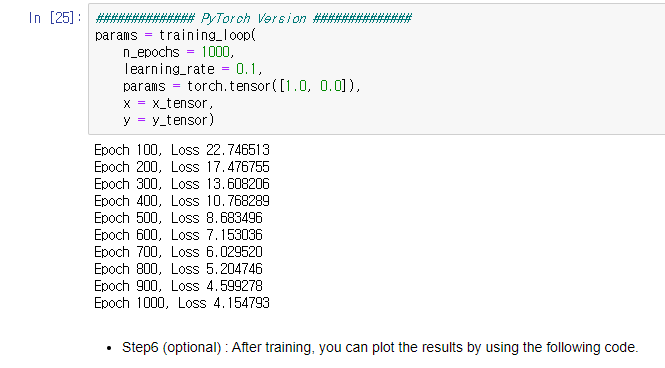 In [25]: ############## PyTorch Version ##############
params = training_loop(
n_epochs = 1000,
learning_rate = 0.1,
params = torch.tensor([1.0, 0.0]),
x = x_tensor,
y = y_tensor)
Epoch 100, Loss 22.746513
Epoch 200, Loss 17.476755
Epoch 300, Loss 13.608206
Epoch 400, Loss 10.768289
Epoch 500, Loss 8.683496
Epoch 600, Loss 7.153036
Epoch 700, Loss 6.029520
Epoch 800, Loss 5.204746
Epoch 900, Loss 4.599278
Epoch 1000, Loss 4.154793
• Step6 (optional) : After training, you can plot the results by using the following code.